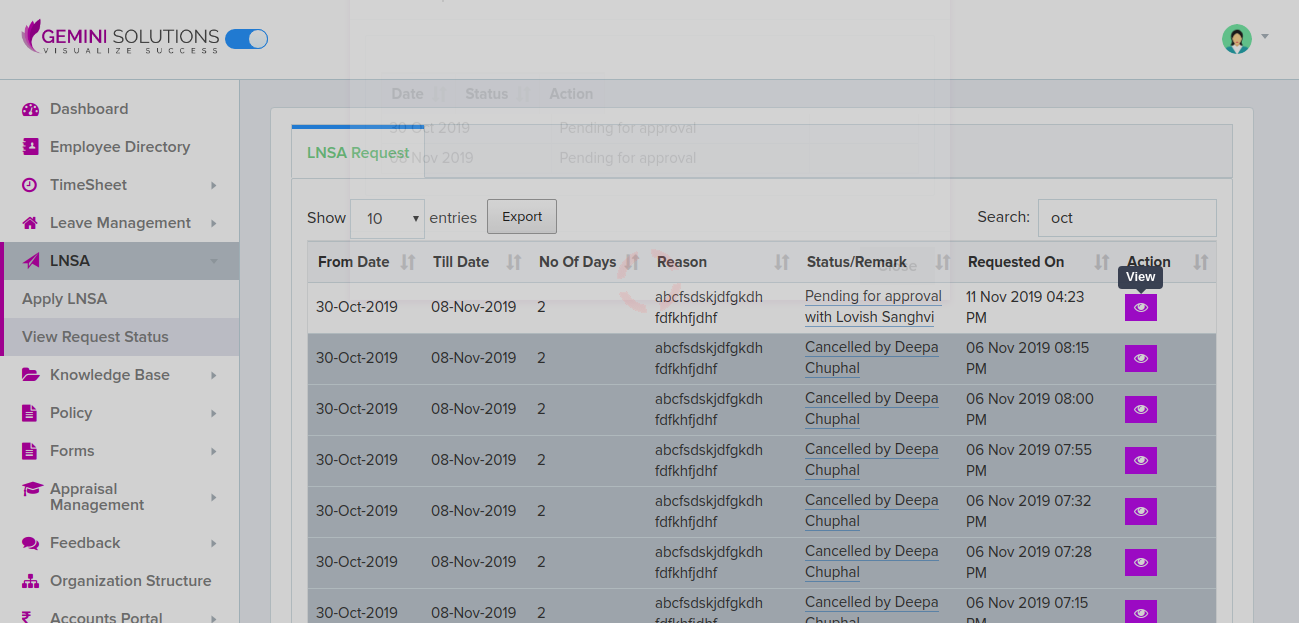 GEMINI SOLUTIONS
VISUALIZE SUCCESS
Dashboard
Employee Directory
TimeSheet
Leave Management
LNSA
Apply LNSA
View Request Status
Knowledge Base
Policy
Forms
Appraisal
Management
Feedback
Organization Structure
Accounts Portal
Date Status Action
30 Oct 2019 Pending for approval
08 Nov 2019 Pending for approval
Close
LNSA Request
Show 10 entries Export Search: oct
From Date Till Date No Of Days Reason Status/Remark Requested On Action
View
30-Oct-2019 08-Nov-2019 2 abcfsdskjdfgkdh Pending for approval 11 Nov 2019 04:23
fdfkhfjdhf with Lovish Sanghvi PM
30-Oct-2019 08-Nov-2019 2 abcfsdskjdfgkdh Cancelled by Deepa 06 Nov 2019 08:15
fdfkhfjdhf Chuphal PM
30-Oct-2019 08-Nov-2019 2 abcfsdskjdfgkdh Cancelled by Deepa 06 Nov 2019 08:00
fdfkhfjdhf Chuphal PM
30-Oct-2019 08-Nov-2019 2 abcfsdskjdfgkdh Cancelled by Deepa 06 Nov 2019 07:55
fdfkhfjdhf Chuphal PM
30-Oct-2019 08-Nov-2019 2 abcfsdskjdfgkdh Cancelled by Deepa 06 Nov 2019 07:32
fdfkhfjdhf Chuphal PM
30-Oct-2019 08-Nov-2019 2 abcfsdskjdfgkdh Cancelled by Deepa 06 Nov 2019 07:28
fdfkhfjdhf Chuphal PM
30-Oct-2019 08-Nov-2019 2 abcfsdskjdfgkdh Cancelled by Deepa 06 Nov 2019 07:15
fdfkhfjdhf Chuphal PM